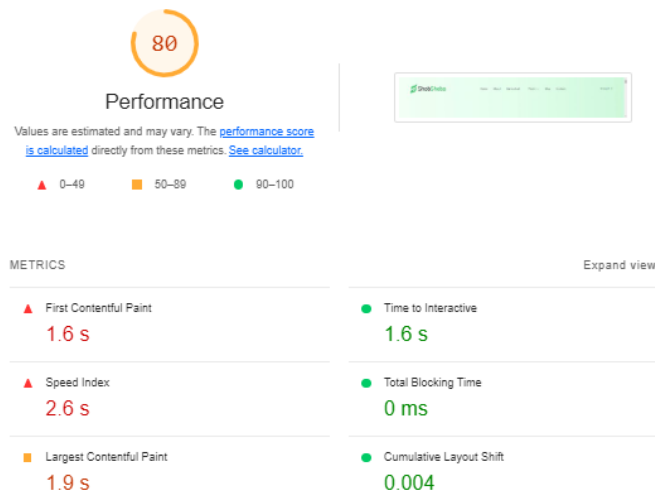 80
Performance
Values are estimated and may vary. The performance score
is calculated directly from these metrics. See calculator.
0–49
50–89
90–100
METRICS
Expand view
First Contentful Paint
1.6 s
Time to Interactive
1.6 s
Speed Index
2.6 s
Total Blocking Time
0 ms
Largest Contentful Paint
1.9 s
Cumulative Layout Shift
0.004